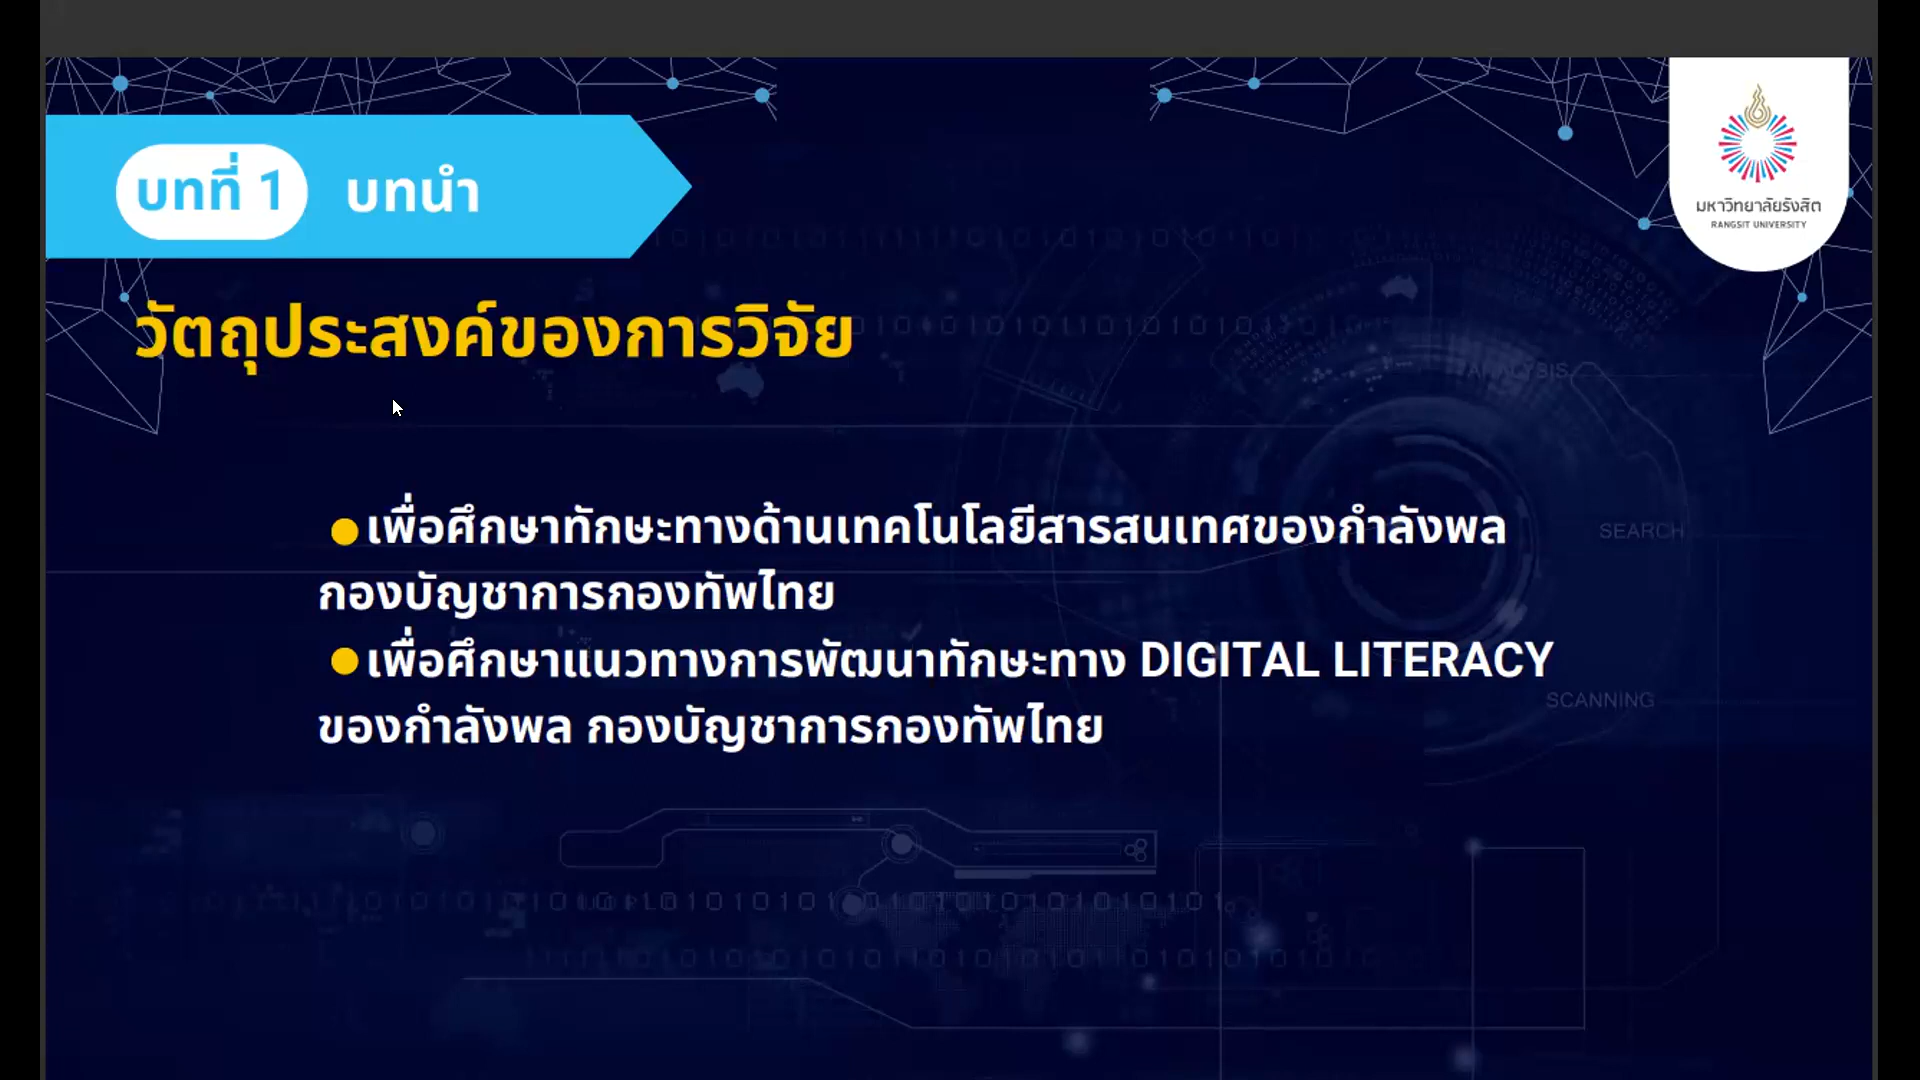 บทที่ 1 บทนำ
มหาวิทยาลัยรังสิต
RANGSIT UNIVERSITY
วัตถุประสงค์ของการวิจัย
ANALYSIS
SEARCH
เพื่อศึกษาทักษะทางด้านเทคโนโลยีสารสนเทศของกำลังพล
กองบัญชาการกองทัพไทย
เพื่อศึกษาแนวทางการพัฒนาทักษะทาง DIGITAL LITERACY
SCANNING
ของกำลังพล กองบัญชาการกองทัพไทย